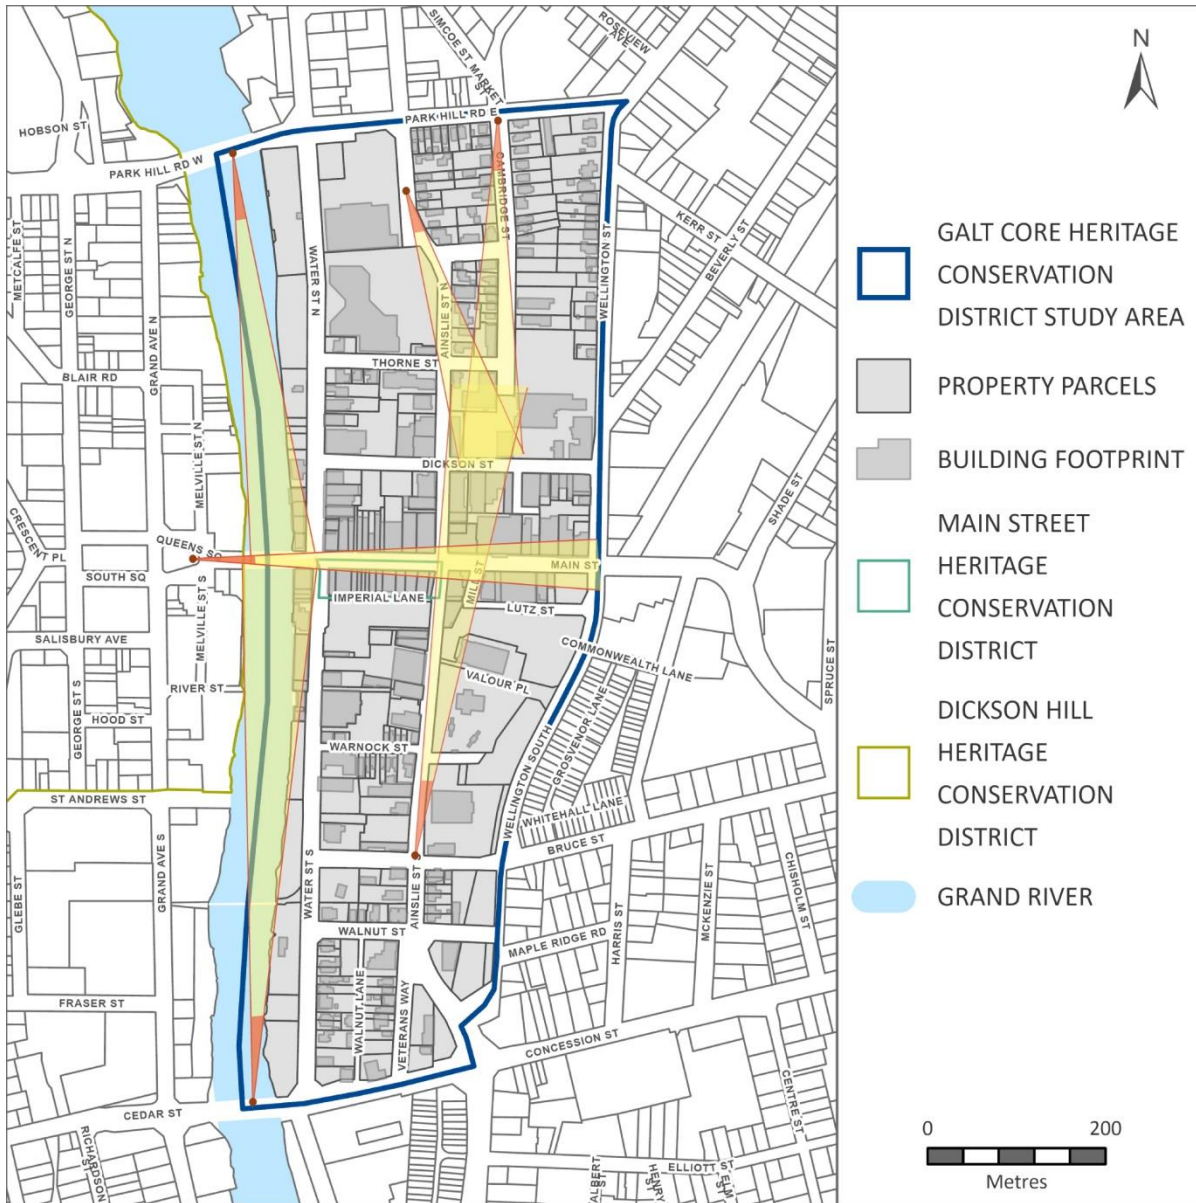 SIMCOE ST
MARKET ST
ROSEVIEW
AVE
N
HOBSON ST
PARK HILL RD E
PARK HILL RD W
METCALFE ST
GEORGE ST N
GRAND AVE N
WATER ST N
AINSLIE ST N
CAMBRIDGE ST
WELLINGTON ST
KERR ST
BEVERLY ST
GALT CORE HERITAGE
CONSERVATION
DISTRICT STUDY AREA
PROPERTY PARCELS
BUILDING FOOTPRINT
MAIN STREET
HERITAGE
CONSERVATION
DISTRICT
DICKSON HILL
HERITAGE
CONSERVATION
DISTRICT
GRAND RIVER
BLAIR RD
THORNE ST
MELVILLE ST N
DICKSON ST
SHADE ST
CRESCENT PL
QUEENS SQ
SOUTH SQ
MAIN ST
MILL ST
IMPERIAL LANE
LUTZ ST
MELVILLE ST S
SALISBURY AVE
COMMONWEALTH LANE
SPRUCE ST
RIVER ST
VALOUR PL
GEORGE ST S
HOOD ST
GROSVENOR LANE
WARNOCK ST
WELLINGTON SOUTH
ST ANDREWS ST
WHITEHALL LANE
BRUCE ST
GRAND AVE S
WATER ST S
AINSLIE ST S
GLEBE ST
CHISHOLM ST
MCKENZIE ST
HARRIS ST
WALNUT ST
MAPLE RIDGE RD
FRASER ST
WALNUT LANE
VETERANS WAY
CONCESSION ST
CENTRE ST
CEDAR ST
RICHARDSON
ST
ELLIOTT ST
ALBERT
ST
HENRY
ST
ELM
ST
0 200
Metres